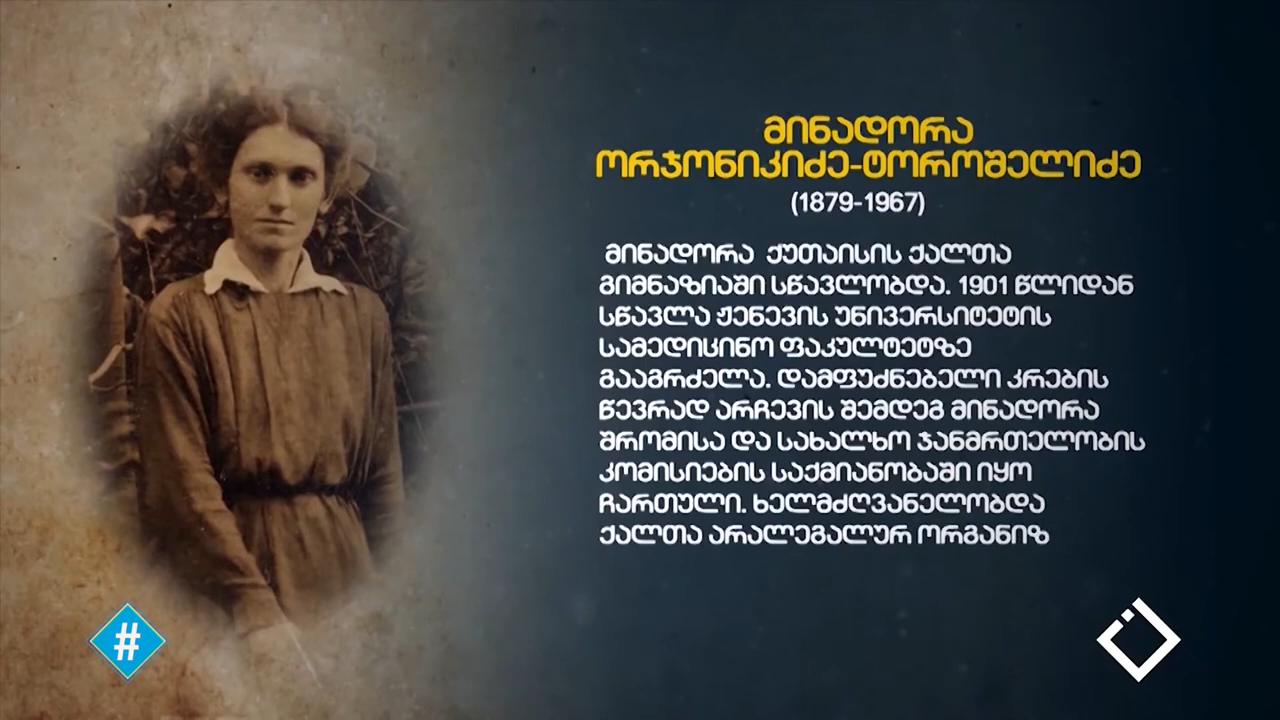 მინადორა
ორჯონიკიძე-ტოროშელიძე
(1879-1967)
მინადორა ქუთაისის ქალთა
გიმნაზიაში სწავლობდა. 1901 წლიდან
სწავლა ჟენევის უნივერსიტეტის
სამედიცინო ფაკულტეტზე
გააგრძელა. დამფუძნებელი კრების
წევრად არჩევის შემდეგ მინადორა
შრომისა და სახალხო ჯანმრთელობის
კომისიების საქმიანობაში იყო
ჩართული. ხელმძღვანელობდა
ქალთა არალეგალურ ორგანიზ
#